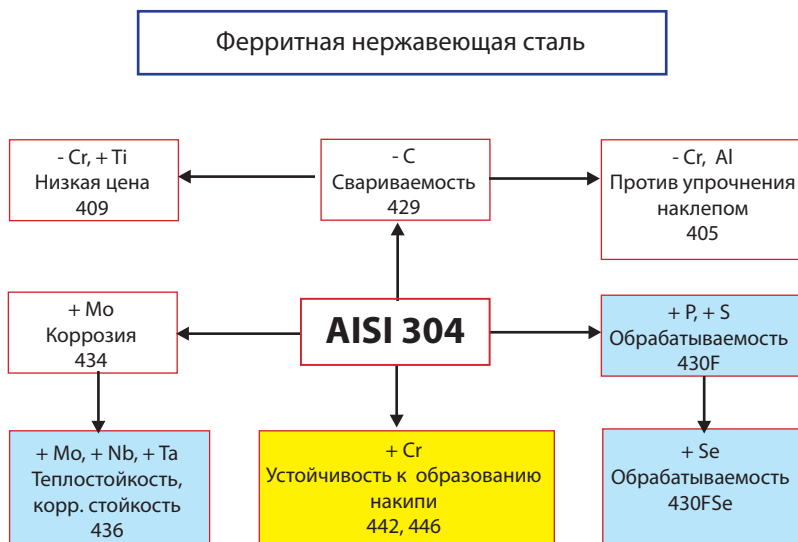 Ферритная нержавеющая сталь
- Cr, + Ti
Низкая цена
409
- C
Свариваемость
429
- Cr, Al
Против упрочнения
наклепом
405
+ Mo
Коррозия
434
AISI 304
+ P, + S
Обрабатываемость
430F
+ Mo, + Nb, + Ta
Теплостойкость,
корр. стойкость
436
+ Cr
Устойчивость к образованию
накипи
442, 446
+ Se
Обрабатываемость
430FSe